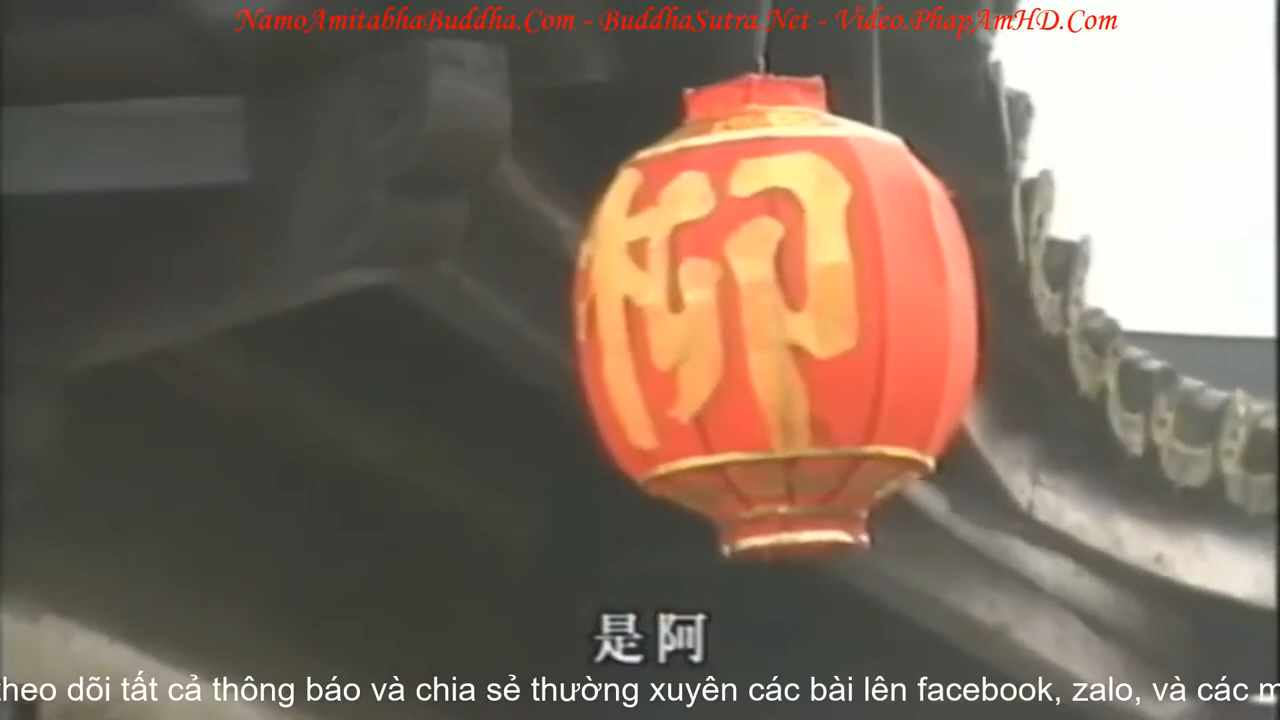 NamoAmitabhaBuddha.Com - BuddhaSutra.Net - Video.PhapAmHD.Com
柳
是阿
theo dõi tất cả thông báo và chia sẻ thường xuyên các bài lên facebook, zalo, và các m